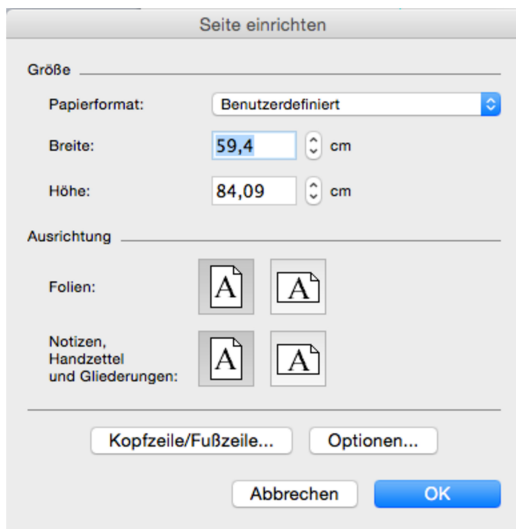 Seite einrichten
Größe
Papierformat: Benutzerdefiniert
Breite: 59,4 cm
Höhe: 84,09 cm
Ausrichtung
Folien: A A
Notizen,
Handzettel
und Gliederungen: A A
Kopfzeile/Fußzeile... Optionen...
Abbrechen OK